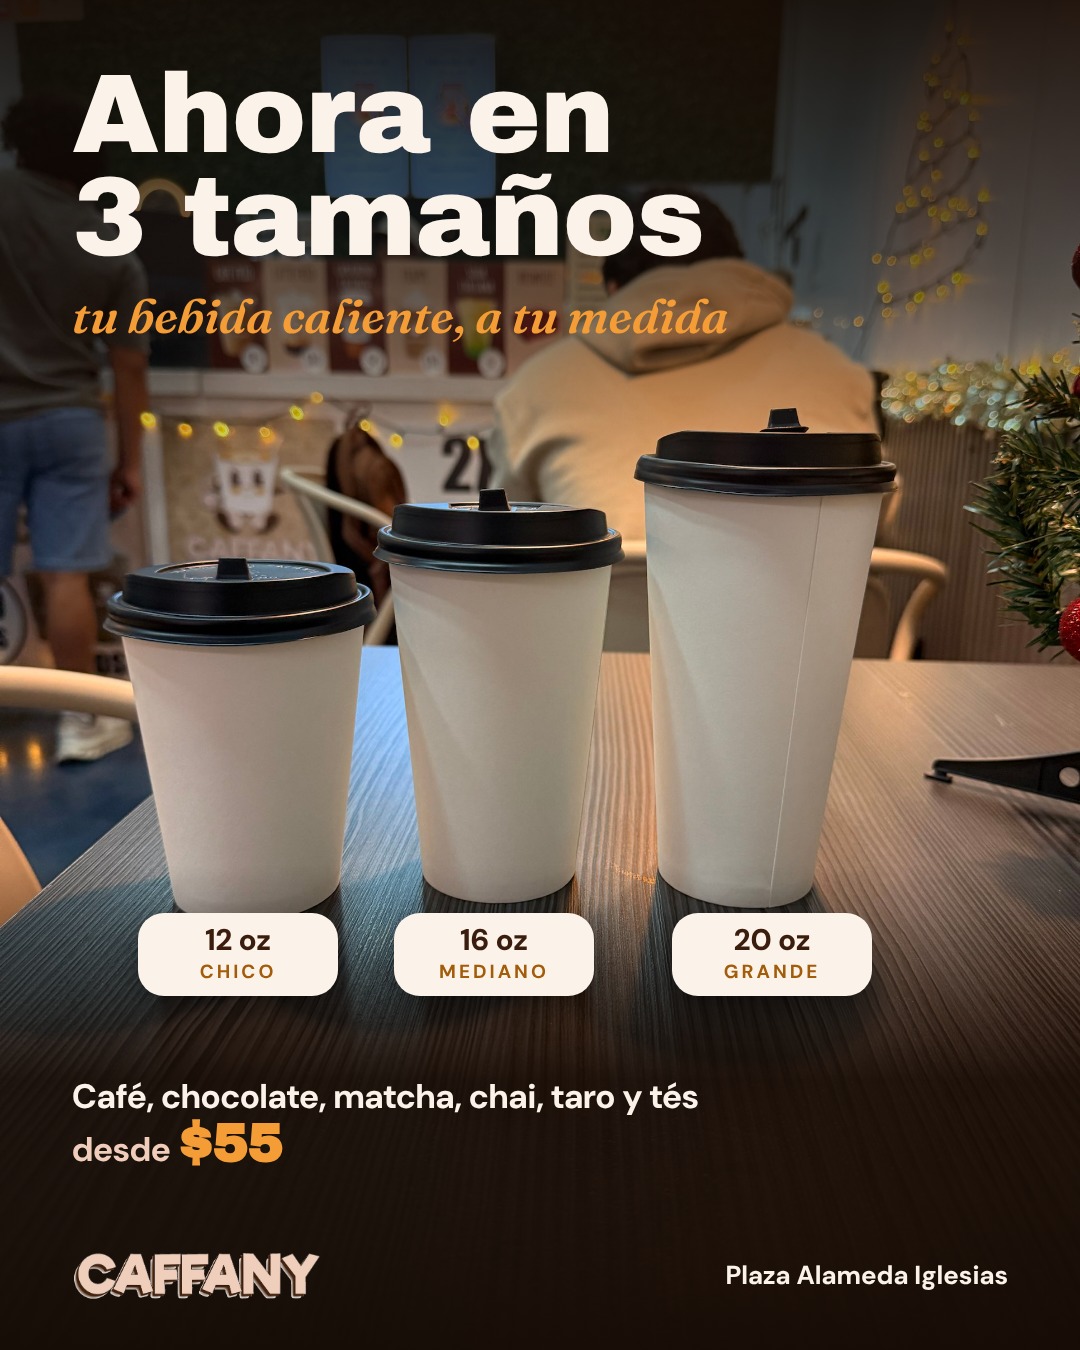 Ahora en
3 tamaños
tu bebida caliente, a tu medida
CAFFANY
12 oz
CHICO
16 oz
MEDIANO
20 oz
GRANDE
Café, chocolate, matcha, chai, taro y tés
desde $55
CAFFANY
Plaza Alameda Iglesias